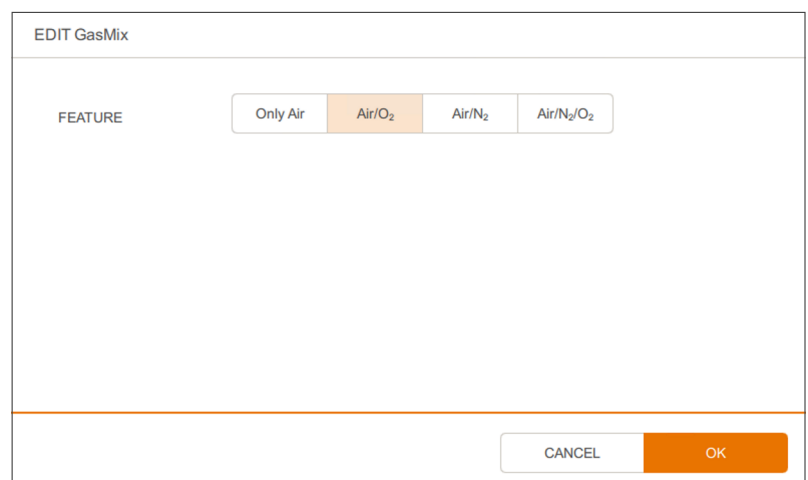 EDIT GasMix
FEATURE Only Air Air/O₂ Air/N₂ Air/N₂/O₂
CANCEL OK